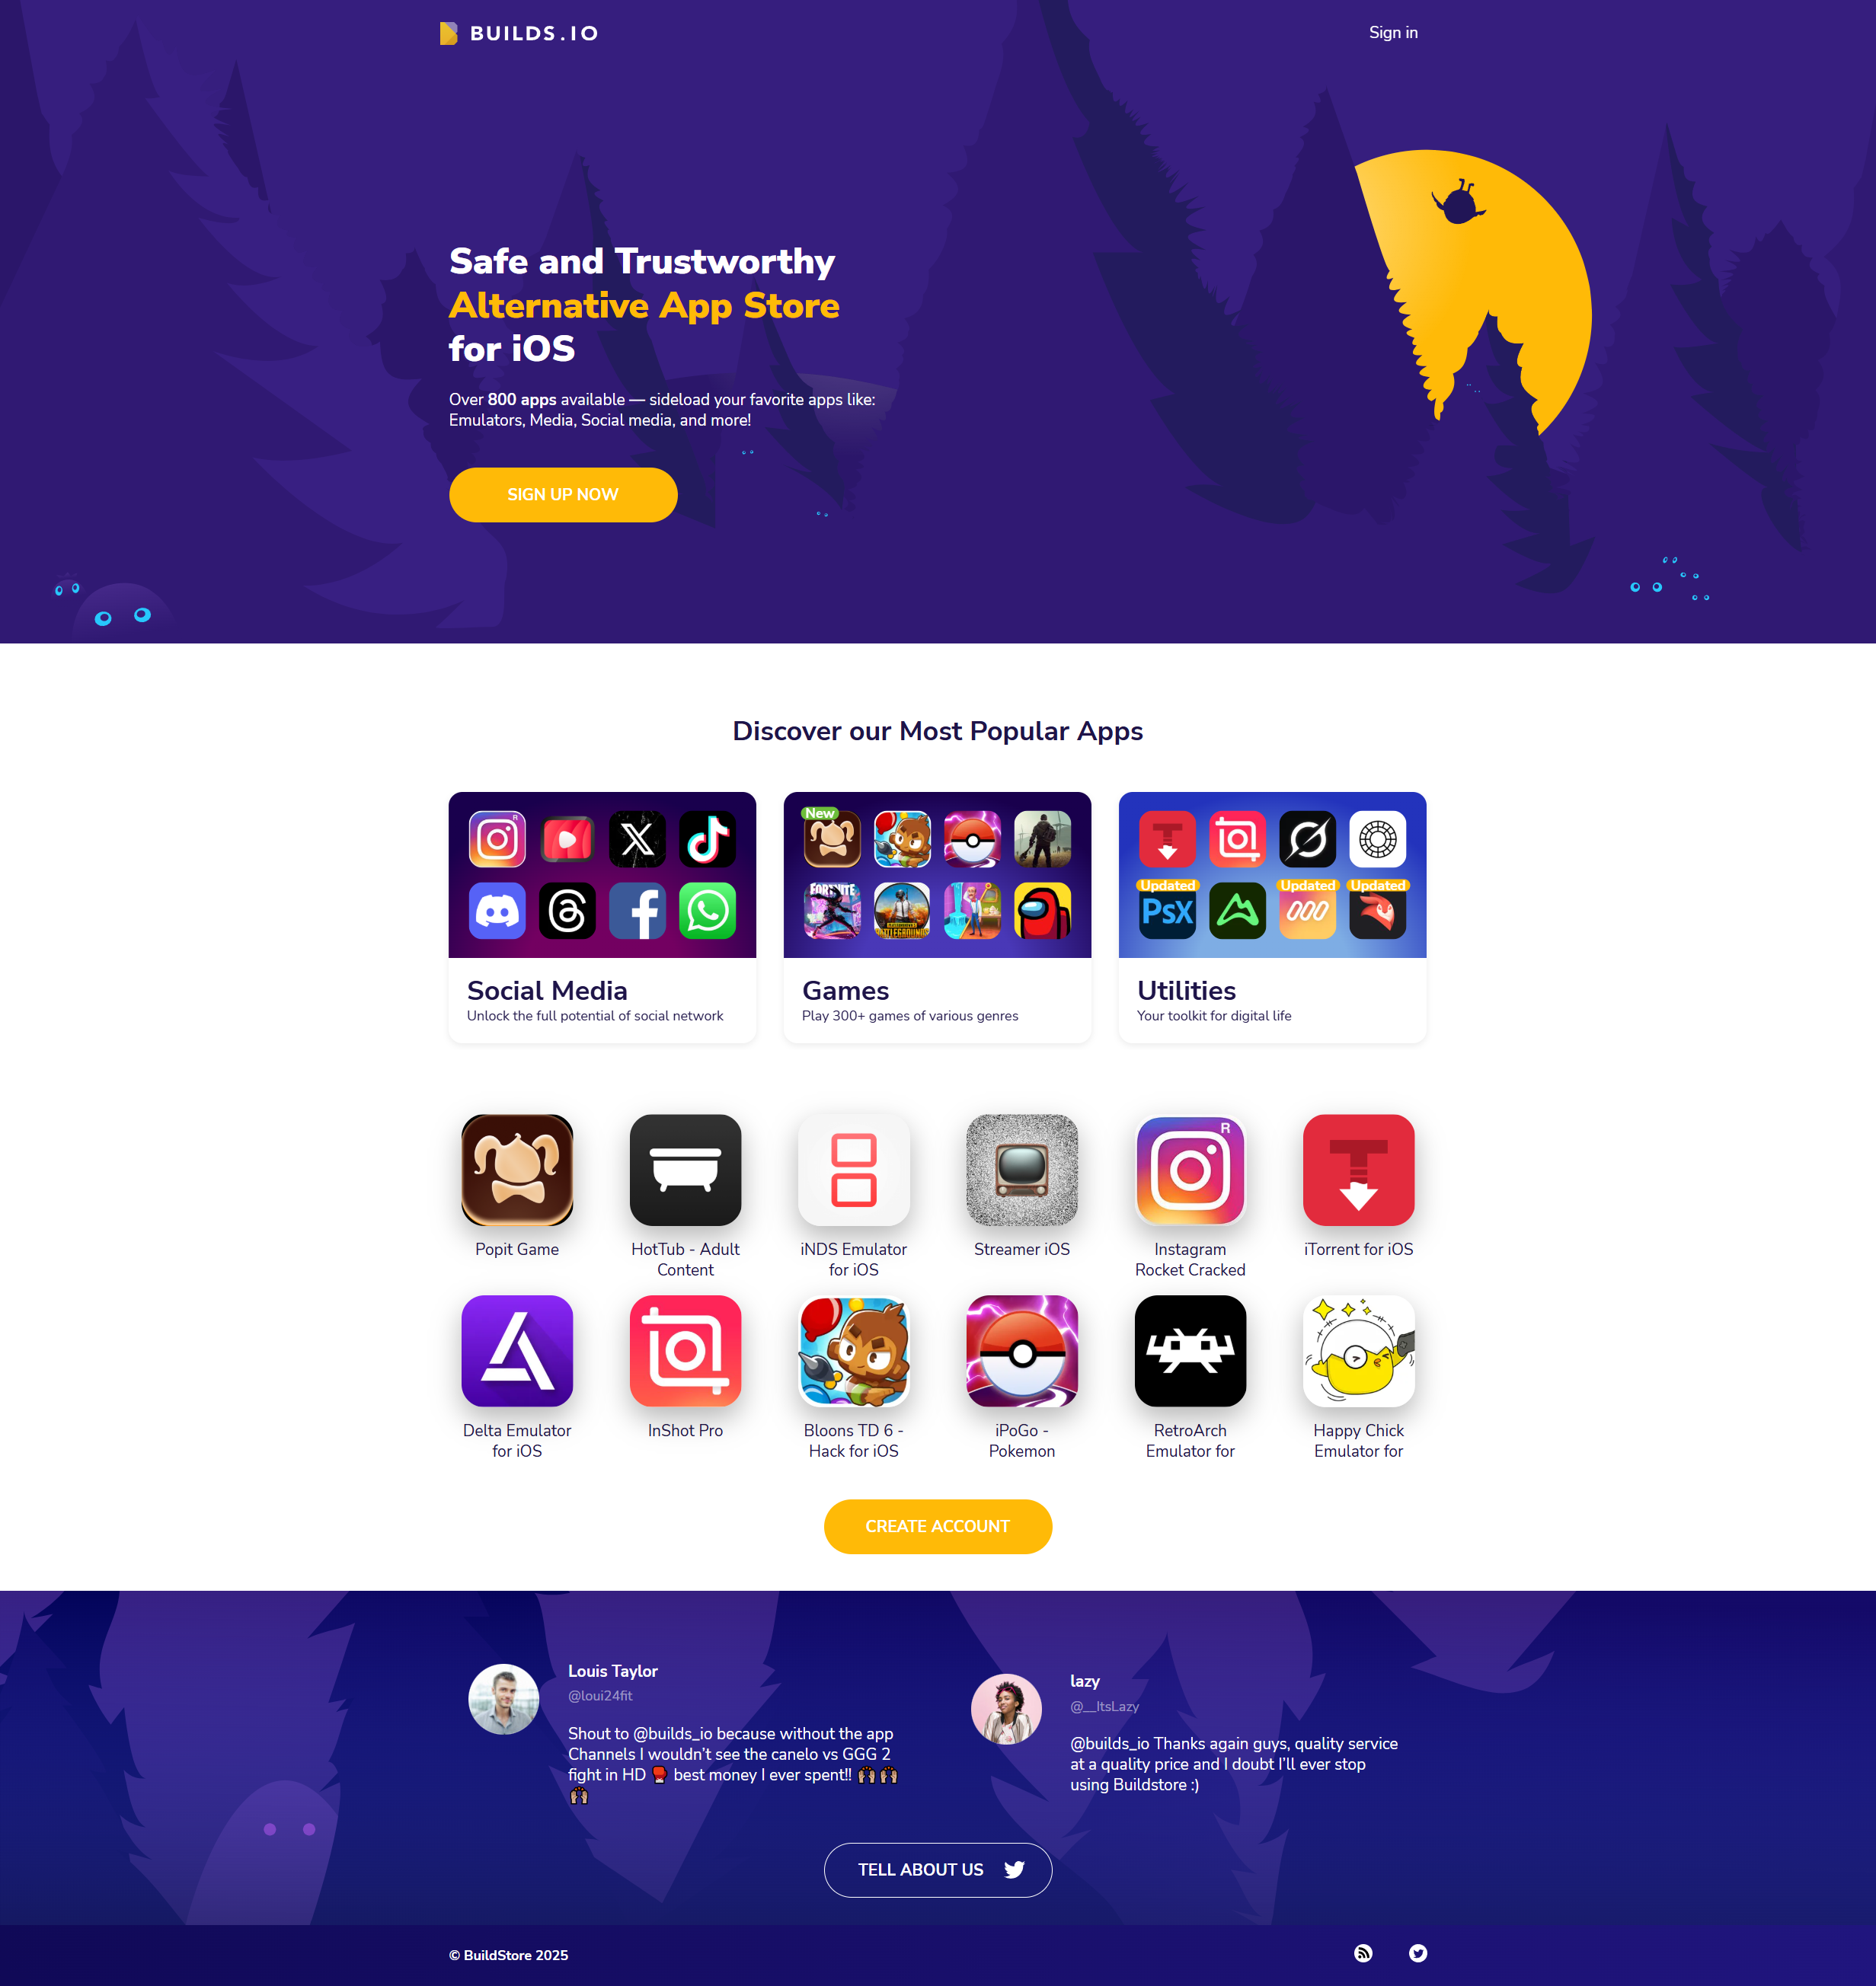 BUILDS.IO
Sign in
Safe and Trustworthy
Alternative App Store
for iOS
Over 800 apps available — sideload your favorite apps like:
Emulators, Media, Social media, and more!
SIGN UP NOW
Discover our Most Popular Apps
R
New
FORTNITE
BATTLEGROUNDS
Updated
Updated
Updated
PsX
Social Media
Unlock the full potential of social network
Games
Play 300+ games of various genres
Utilities
Your toolkit for digital life
R
Popit Game
HotTub - Adult
Content
iNDS Emulator
for iOS
Streamer iOS
Instagram
Rocket Cracked
iTorrent for iOS
Delta Emulator
for iOS
InShot Pro
Bloons TD 6 -
Hack for iOS
iPoGo -
Pokemon
RetroArch
Emulator for
Happy Chick
Emulator for
CREATE ACCOUNT
Louis Taylor
@loui24fit
Shout to @builds_io because without the app
Channels I wouldn’t see the canelo vs GGG 2
fight in HD 🥊 best money I ever spent!! 🙌🙌
🙌
lazy
@__ItsLazy
@builds_io Thanks again guys, quality service
at a quality price and I doubt I’ll ever stop
using Buildstore :)
TELL ABOUT US
© BuildStore 2025